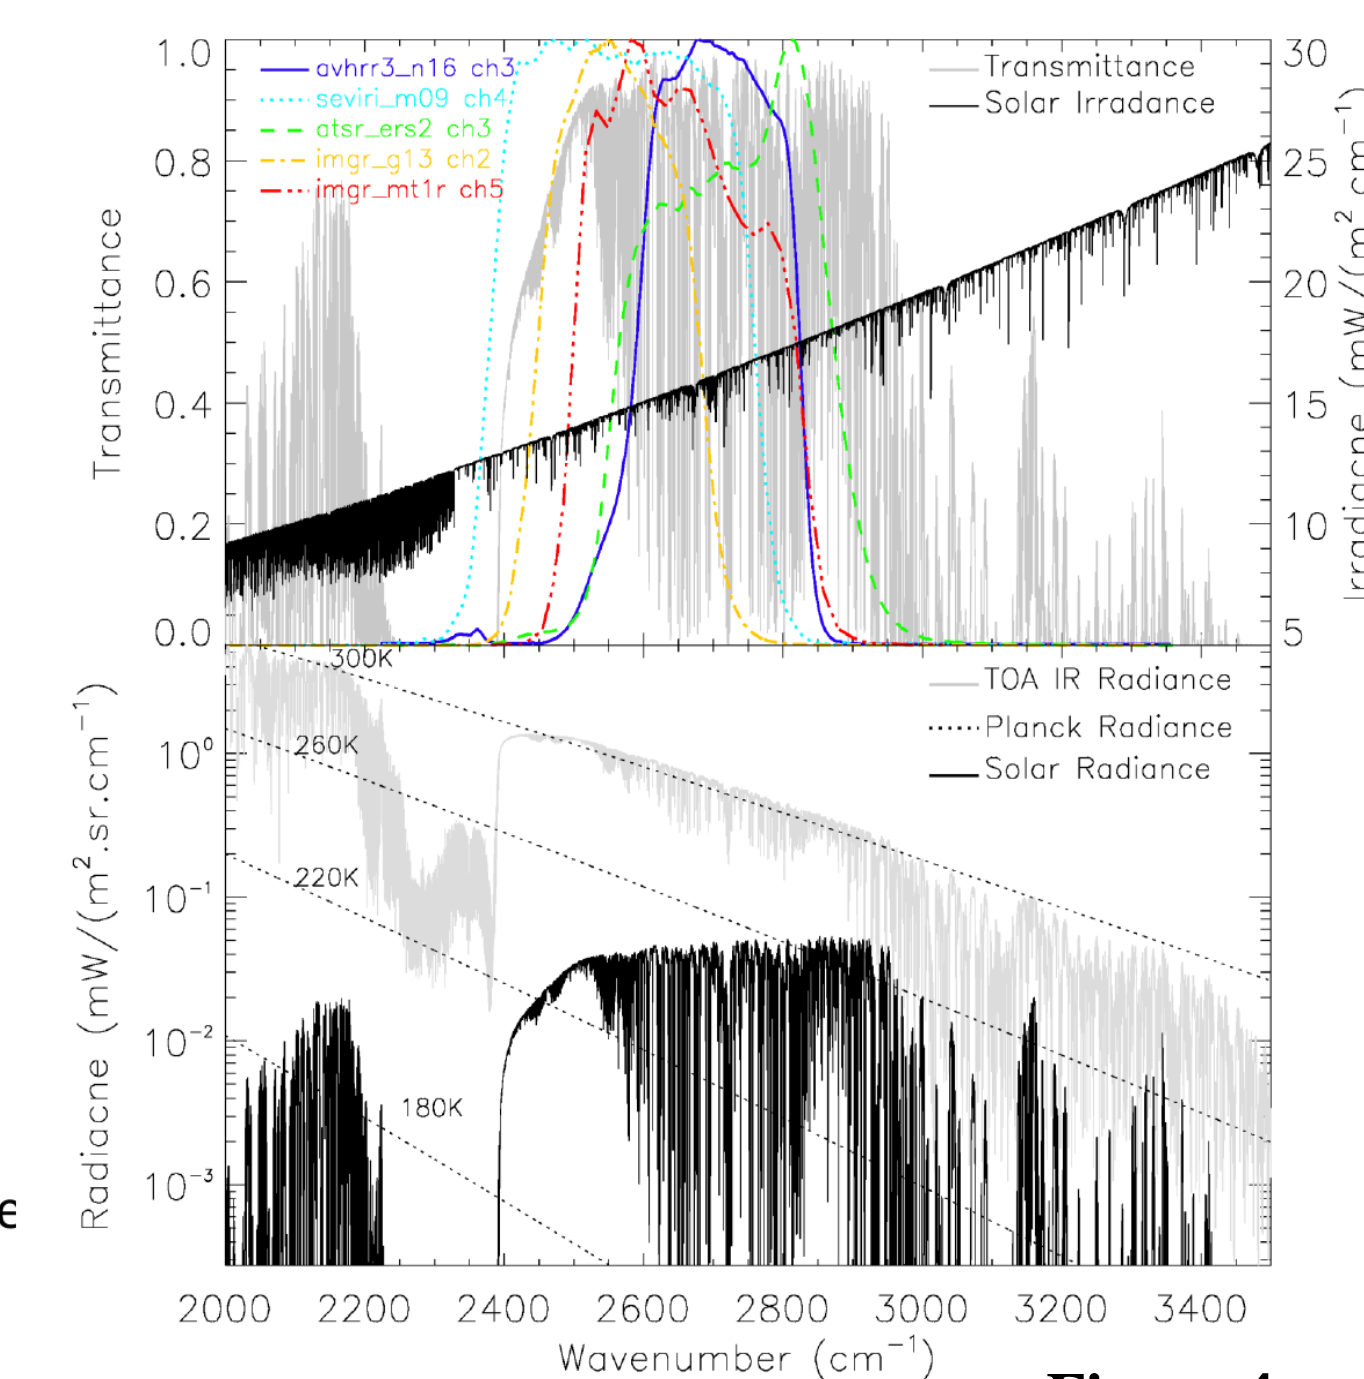 1.0
0.8
0.6
0.4
0.2
0.0
Transmittance
avhrr3_n16 ch3
seviri_m09 ch4
atsr_ers2 ch3
imgr_g13 ch2
imgr_mt1r ch5
Transmittance
Solar Irradance
30
25
20
15
10
5
Irradiacne (mW/(m² cm⁻¹)
300K
260K
220K
180K
TOA IR Radiance
Planck Radiance
Solar Radiance
10⁰
10⁻¹
10⁻²
10⁻³
Radiacne (mW/(m².sr.cm⁻¹)
2000 2200 2400 2600 2800 3000 3200 3400
Wavenumber (cm⁻¹)